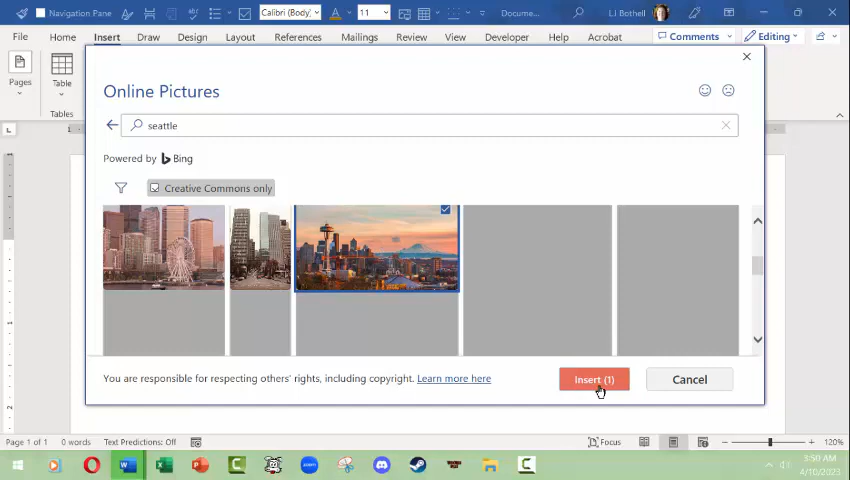 Navigation Pane
Shapes
Calibri (Body)
11
Docume...
LJ Bothell
File
Home
Insert
Draw
Design
Layout
References
Mailings
Review
View
Developer
Help
Acrobat
Comments
Editing
Pages
Table
Tables
Online Pictures
seattle
Powered by Bing
Creative Commons only
You are responsible for respecting others' rights, including copyright. Learn more here
Insert (1)
Cancel
Page 1 of 1
0 words
Text Predictions: Off
Focus
120%
3:50 AM
4/10/2023